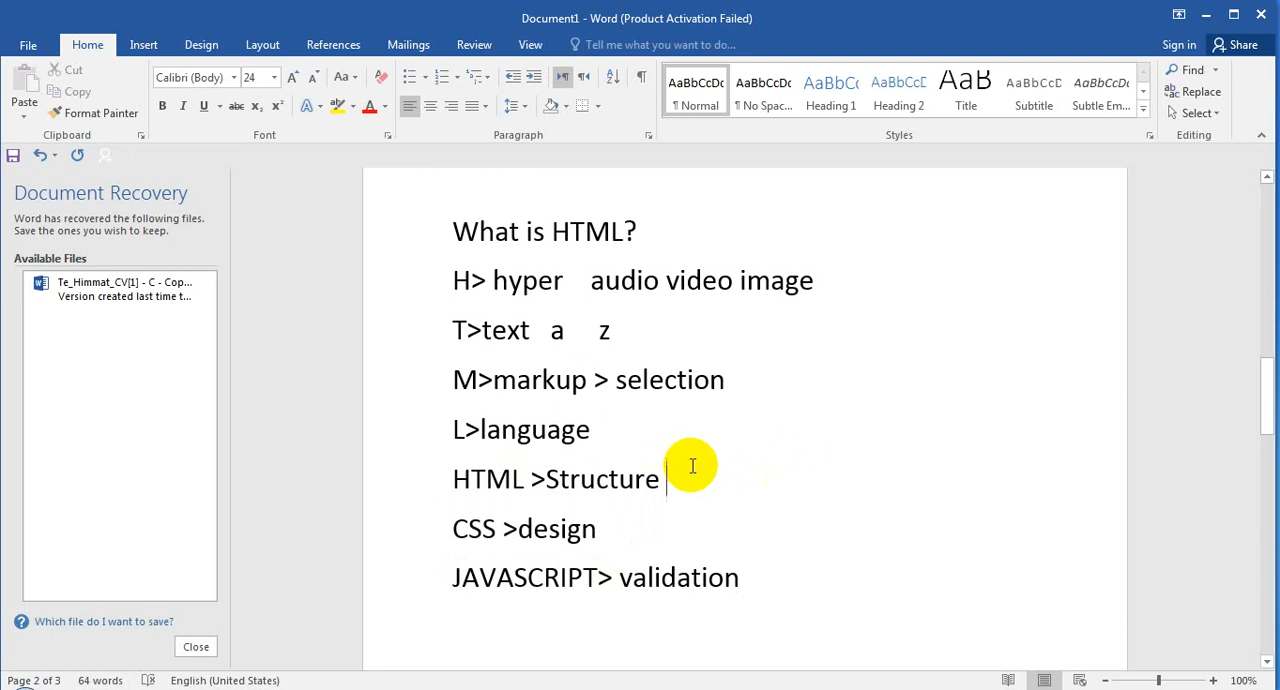 Document1 - Word (Product Activation Failed)
File Home Insert Design Layout References Mailings Review View Tell me what you want to do... Sign in Share
Paste
Cut
Copy
Format Painter
Clipboard
Calibri (Body) 24
Font
Paragraph
AaBbCcDc AaBbCcDc AaBbCc AaBbCcD AaB AaBbCcD AaBbCcDc
¶ Normal ¶ No Spac... Heading 1 Heading 2 Title Subtitle Subtle Em...
Styles
Find
Replace
Select
Editing
Document Recovery
Word has recovered the following files.
Save the ones you wish to keep.
Available Files
Te_Himmat_CV[1] - C - Cop...
Version created last time t...
Which file do I want to save?
Close
What is HTML?
H> hyper audio video image
T>text a z
M>markup > selection
L>language
HTML >Structure
CSS >design
JAVASCRIPT> validation
Page 2 of 3 64 words English (United States) 100%